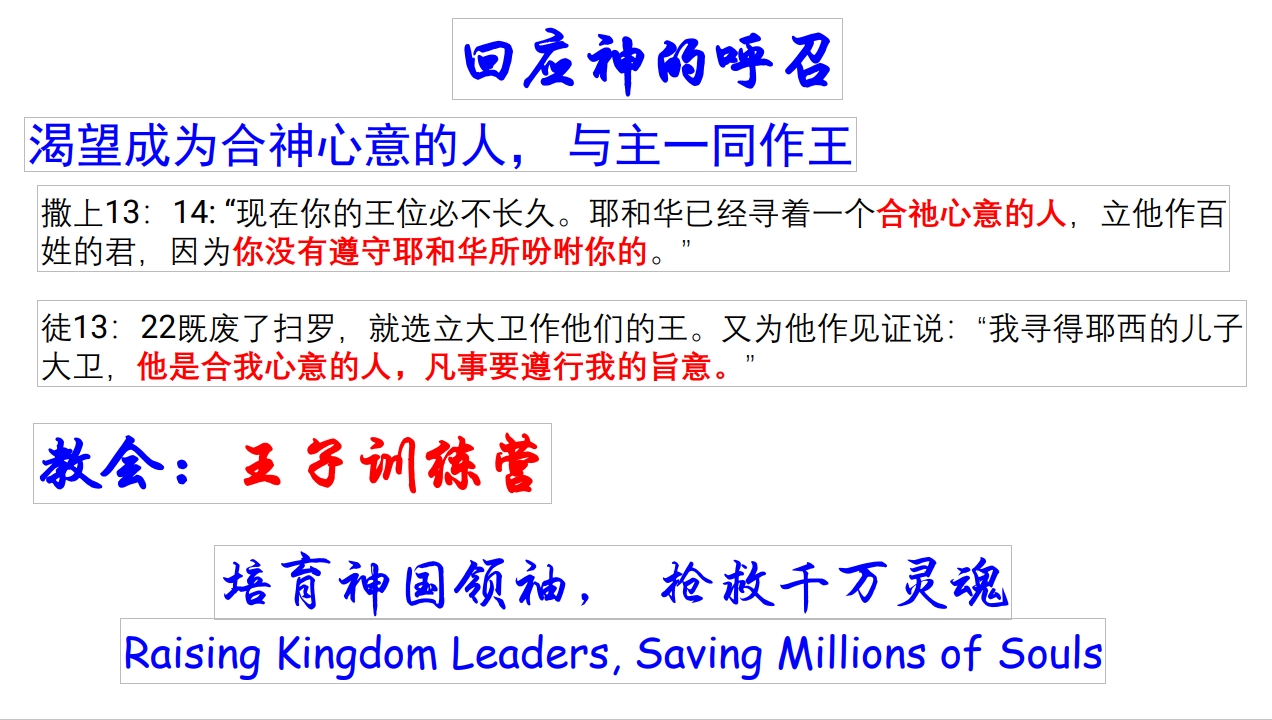 回应神的呼召
渴望成为合神心意的人，与主一同作王
撒上13：14: “现在你的王位必不长久。耶和华已经寻着一个合祂心意的人，立他作百
姓的君，因为你没有遵守耶和华所吩咐你的。”
徒13：22既废了扫罗，就选立大卫作他们的王。又为他作见证说：“我寻得耶西的儿子
大卫，他是合我心意的人，凡事要遵行我的旨意。”
教会：王子训练营
培育神国领袖， 抢救千万灵魂
Raising Kingdom Leaders, Saving Millions of Souls